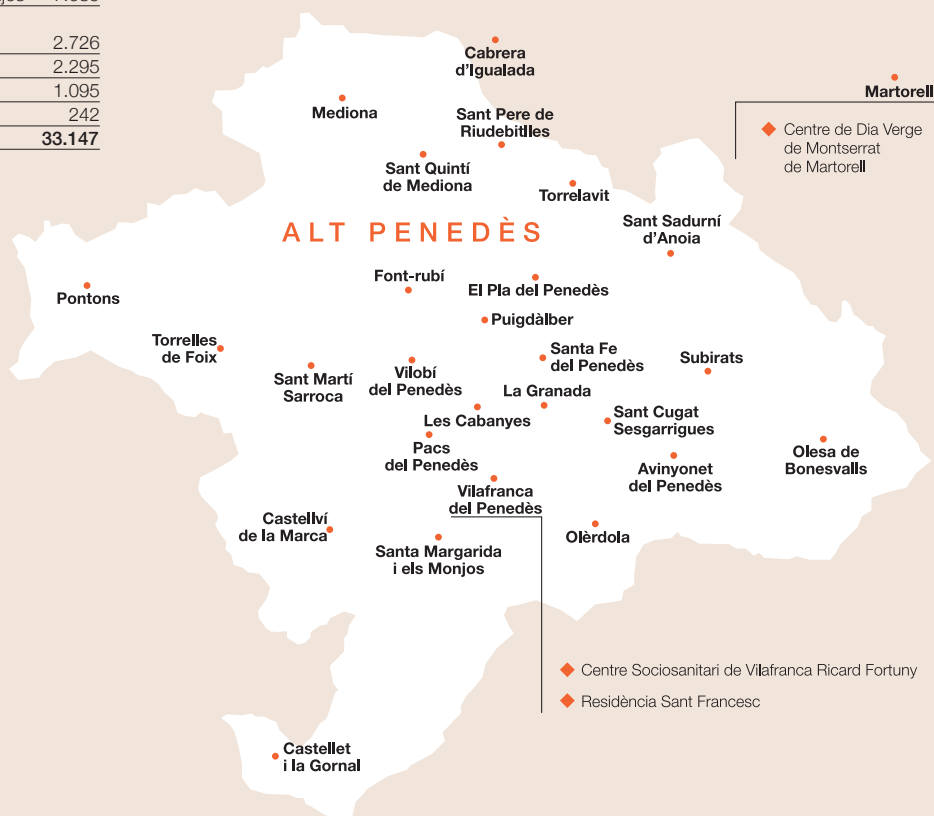 2.726
2.295
1.095
242
33.147
Cabrera
d'Igualada
Martorell
Mediona
Sant Pere de
Riudebitlles
Centre de Dia Verge
de Montserrat
de Martorell
Sant Quintí
de Mediona
Torrelavit
Sant Sadurní
d'Anoia
ALT PENEDÈS
Font-rubí
El Pla del Penedès
Pontons
Puigdàlber
Torrelles
de Foix
Santa Fe
del Penedès
Subirats
Sant Martí
Sarroca
Vilobí
del Penedès
La Granada
Les Cabanyes
Sant Cugat
Sesgarrigues
Pacs
del Penedès
Olesa de
Bonesvalls
Avinyonet
del Penedès
Vilafranca
del Penedès
Castellví
de la Marca
Olèrdola
Santa Margarida
i els Monjos
Centre Sociosanitari de Vilafranca Ricard Fortuny
Residència Sant Francesc
Castellet
i la Gornal